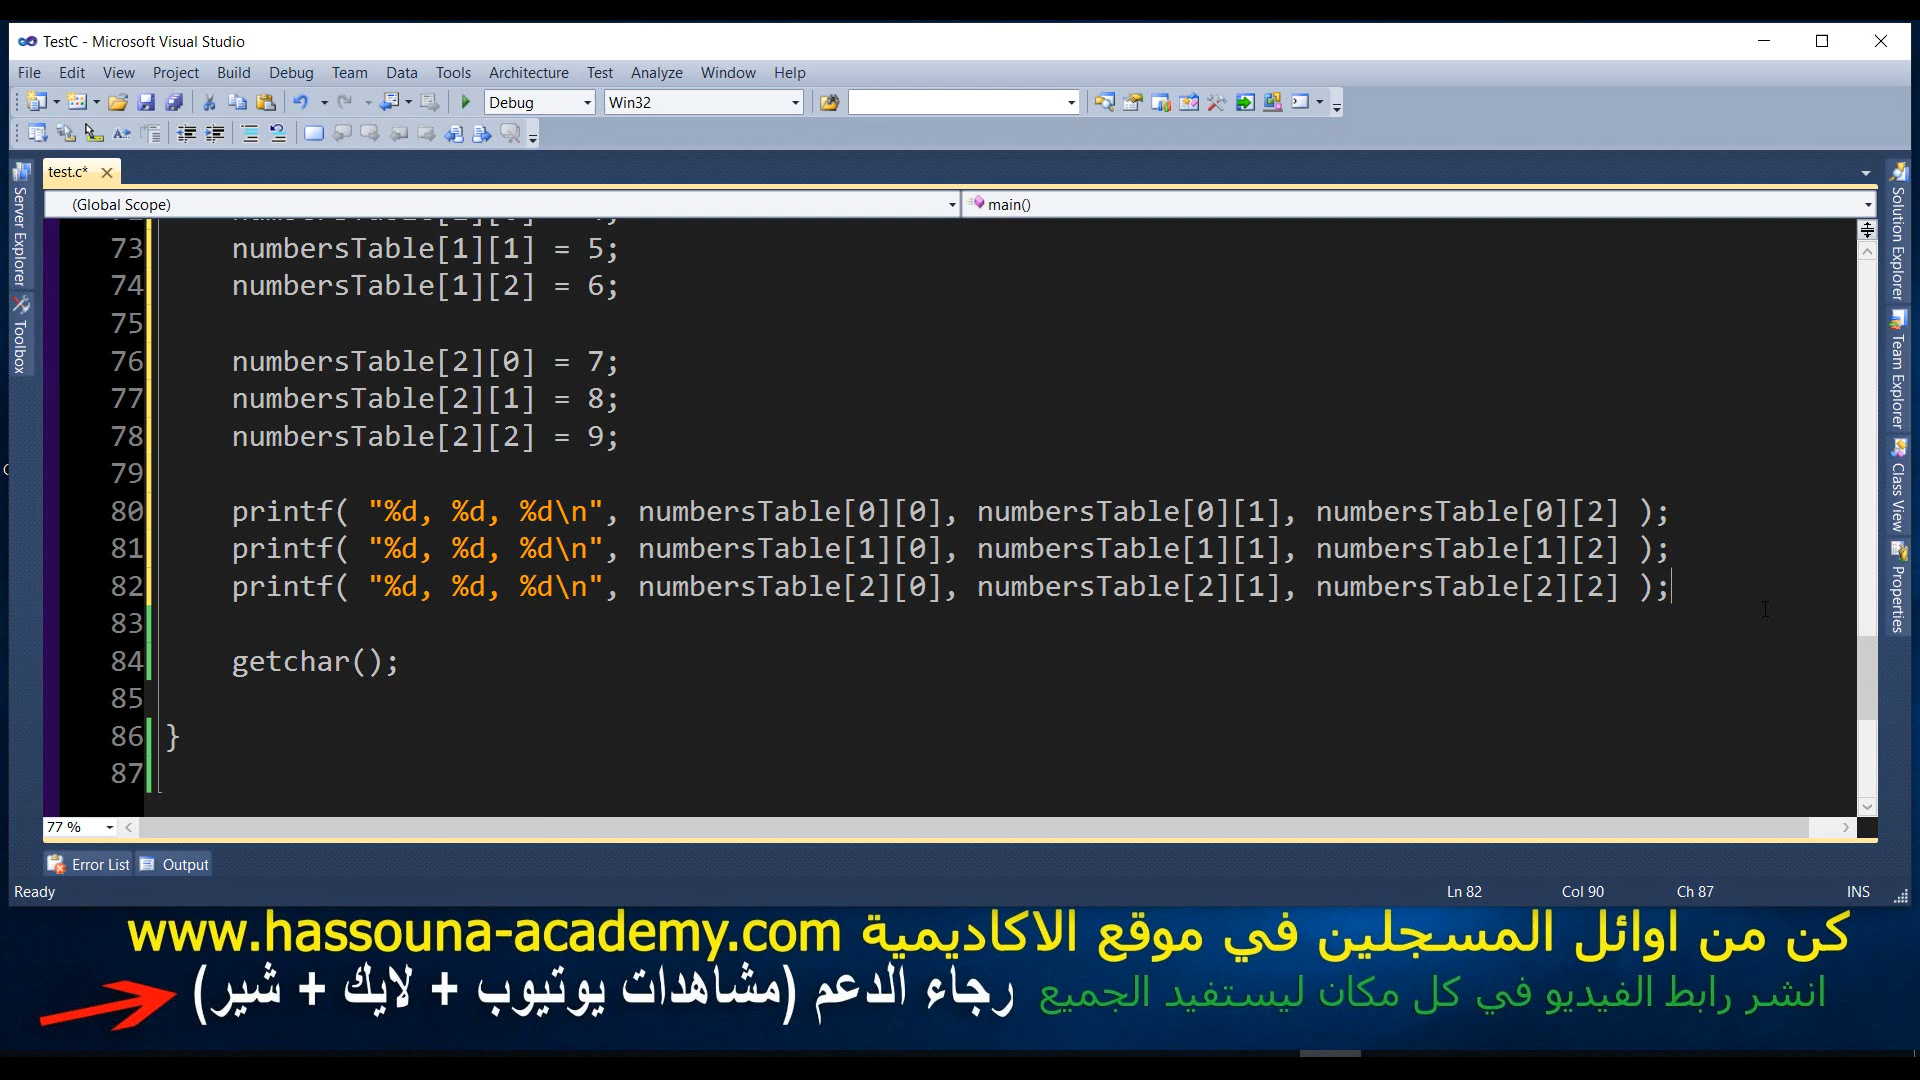 TestC - Microsoft Visual Studio
File Edit View Project Build Debug Team Data Tools Architecture Test Analyze Window Help
Debug Win32
test.c*
(Global Scope) main()
Server Explorer
Toolbox
Solution Explorer
Team Explorer
Class View
Properties
73 numbersTable[1][1] = 5;
74 numbersTable[1][2] = 6;
75
76 numbersTable[2][0] = 7;
77 numbersTable[2][1] = 8;
78 numbersTable[2][2] = 9;
79
80 printf( "%d, %d, %d\n", numbersTable[0][0], numbersTable[0][1], numbersTable[0][2] );
81 printf( "%d, %d, %d\n", numbersTable[1][0], numbersTable[1][1], numbersTable[1][2] );
82 printf( "%d, %d, %d\n", numbersTable[2][0], numbersTable[2][1], numbersTable[2][2] );
83
84 getchar();
85
86 }
87
77 %
Error List Output
Ready Ln 82 Col 90 Ch 87 INS
كن من اوائل المسجلين في موقع الاكاديمية www.hassouna-academy.com
انشر رابط الفيديو في كل مكان ليستفيد الجميع رجاء الدعم (مشاهدات يوتيوب + لايك + شير)